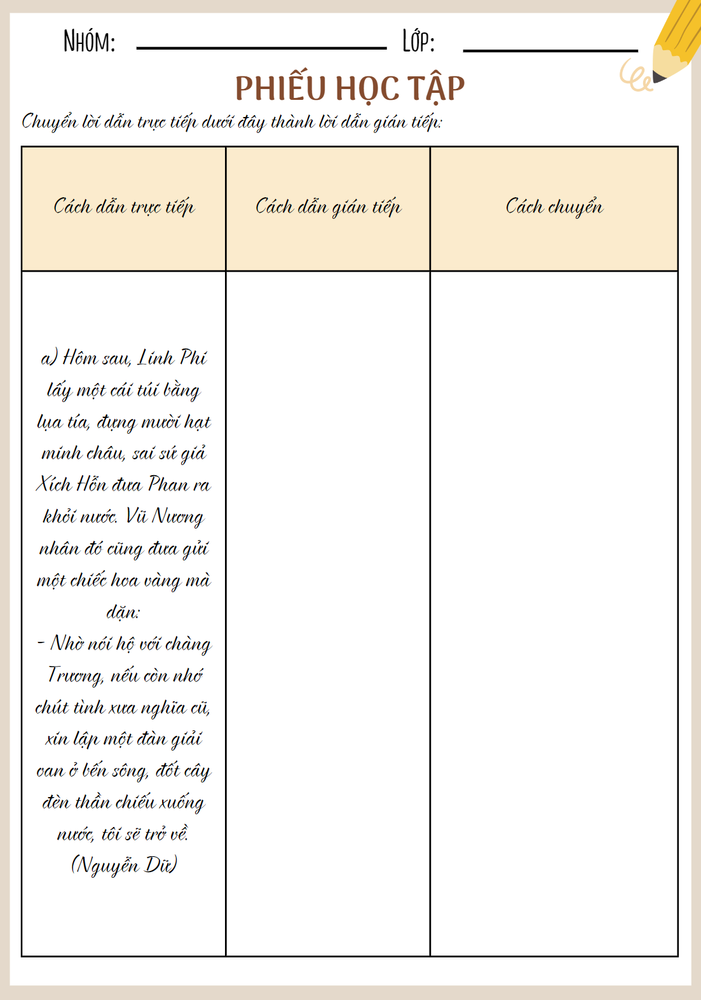 Nhóm: Lớp:
PHIẾU HỌC TẬP
Chuyển lời dẫn trực tiếp dưới đây thành lời dẫn gián tiếp:
Cách dẫn trực tiếp
Cách dẫn gián tiếp
Cách chuyển
a) Hôm sau, Linh Phi
lấy một cái túi bằng
lụa tía, đựng mười hạt
minh châu, sai sứ giả
Xích Hỗn đưa Phan ra
khỏi nước. Vũ Nương
nhân đó cũng đưa gửi
một chiếc hoa vàng mà
dặn:
- Nhờ nói hộ với chàng
Trương, nếu còn nhớ
chút tình xưa nghĩa cũ,
xin lập một đàn giải
oan ở bến sông, đốt cây
đèn thần chiếu xuống
nước, tôi sẽ trở về.
(Nguyễn Dữ)